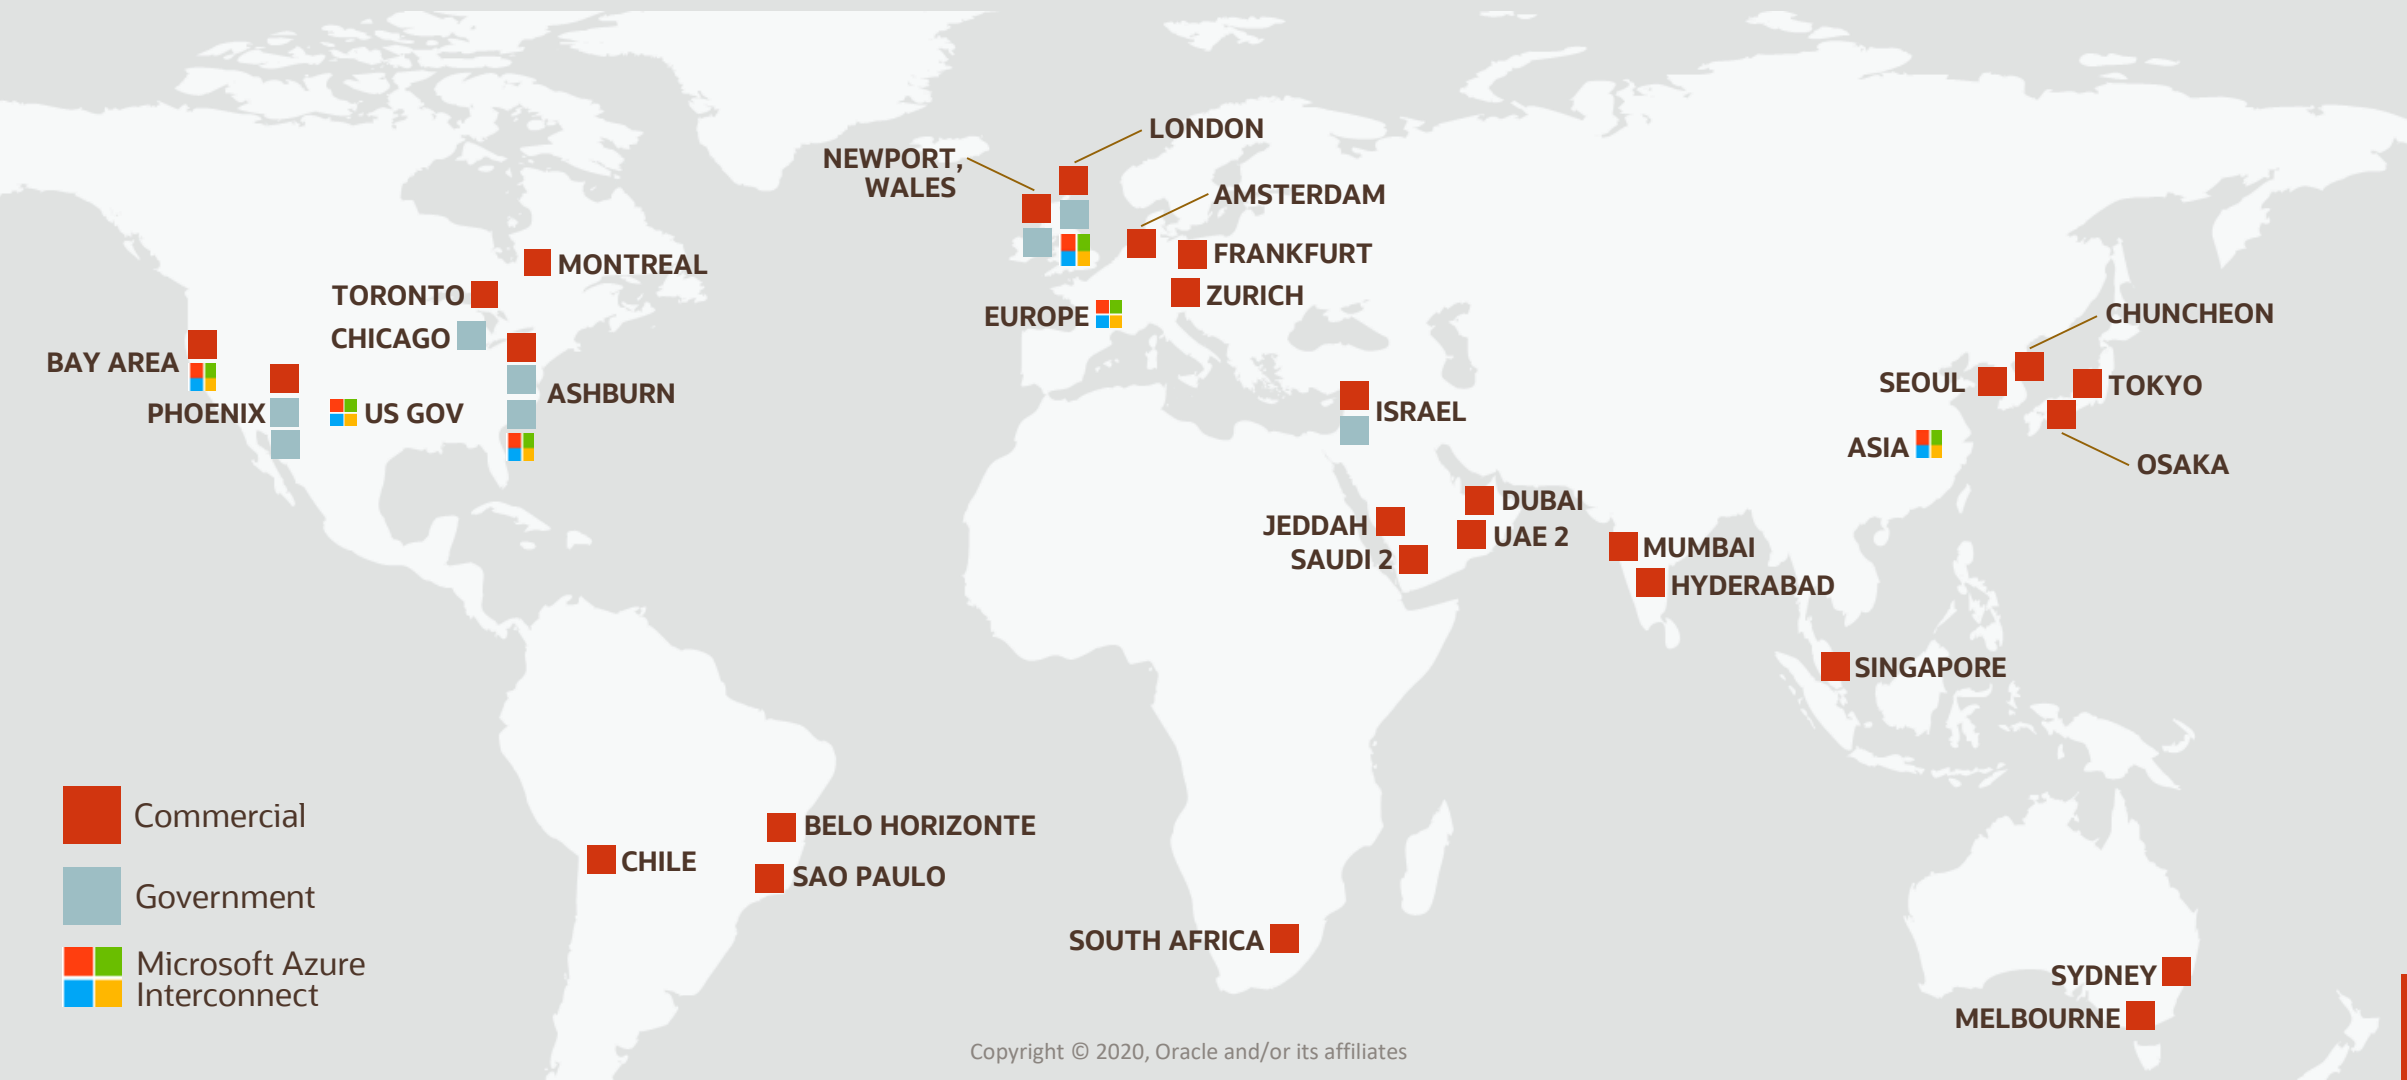 LONDON
NEWPORT,
WALES
AMSTERDAM
MONTREAL
FRANKFURT
TORONTO
ZURICH
CHICAGO
EUROPE
CHUNCHEON
BAY AREA
SEOUL
TOKYO
ASHBURN
PHOENIX
US GOV
ISRAEL
ASIA
OSAKA
DUBAI
JEDDAH
UAE 2
SAUDI 2
MUMBAI
HYDERABAD
SINGAPORE
Commercial
BELO HORIZONTE
CHILE
SAO PAULO
Government
SOUTH AFRICA
Microsoft Azure
Interconnect
SYDNEY
MELBOURNE
Copyright © 2020, Oracle and/or its affiliates